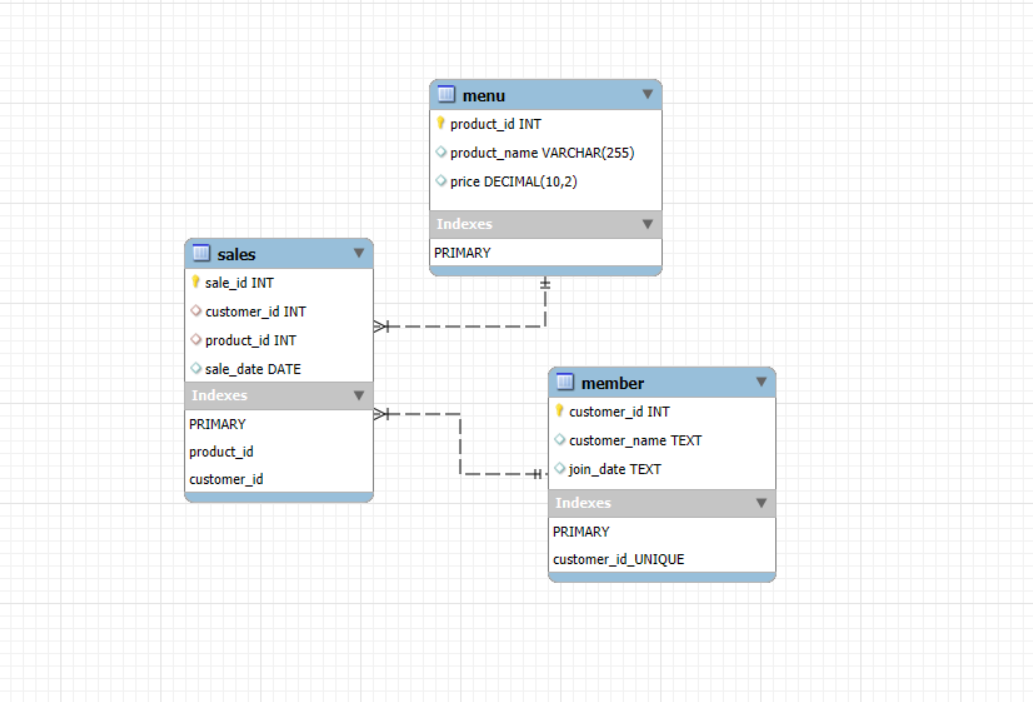 menu
product_id INT
product_name VARCHAR(255)
price DECIMAL(10,2)
Indexes
PRIMARY
sales
sale_id INT
customer_id INT
product_id INT
sale_date DATE
Indexes
PRIMARY
product_id
customer_id
member
customer_id INT
customer_name TEXT
join_date TEXT
Indexes
PRIMARY
customer_id_UNIQUE